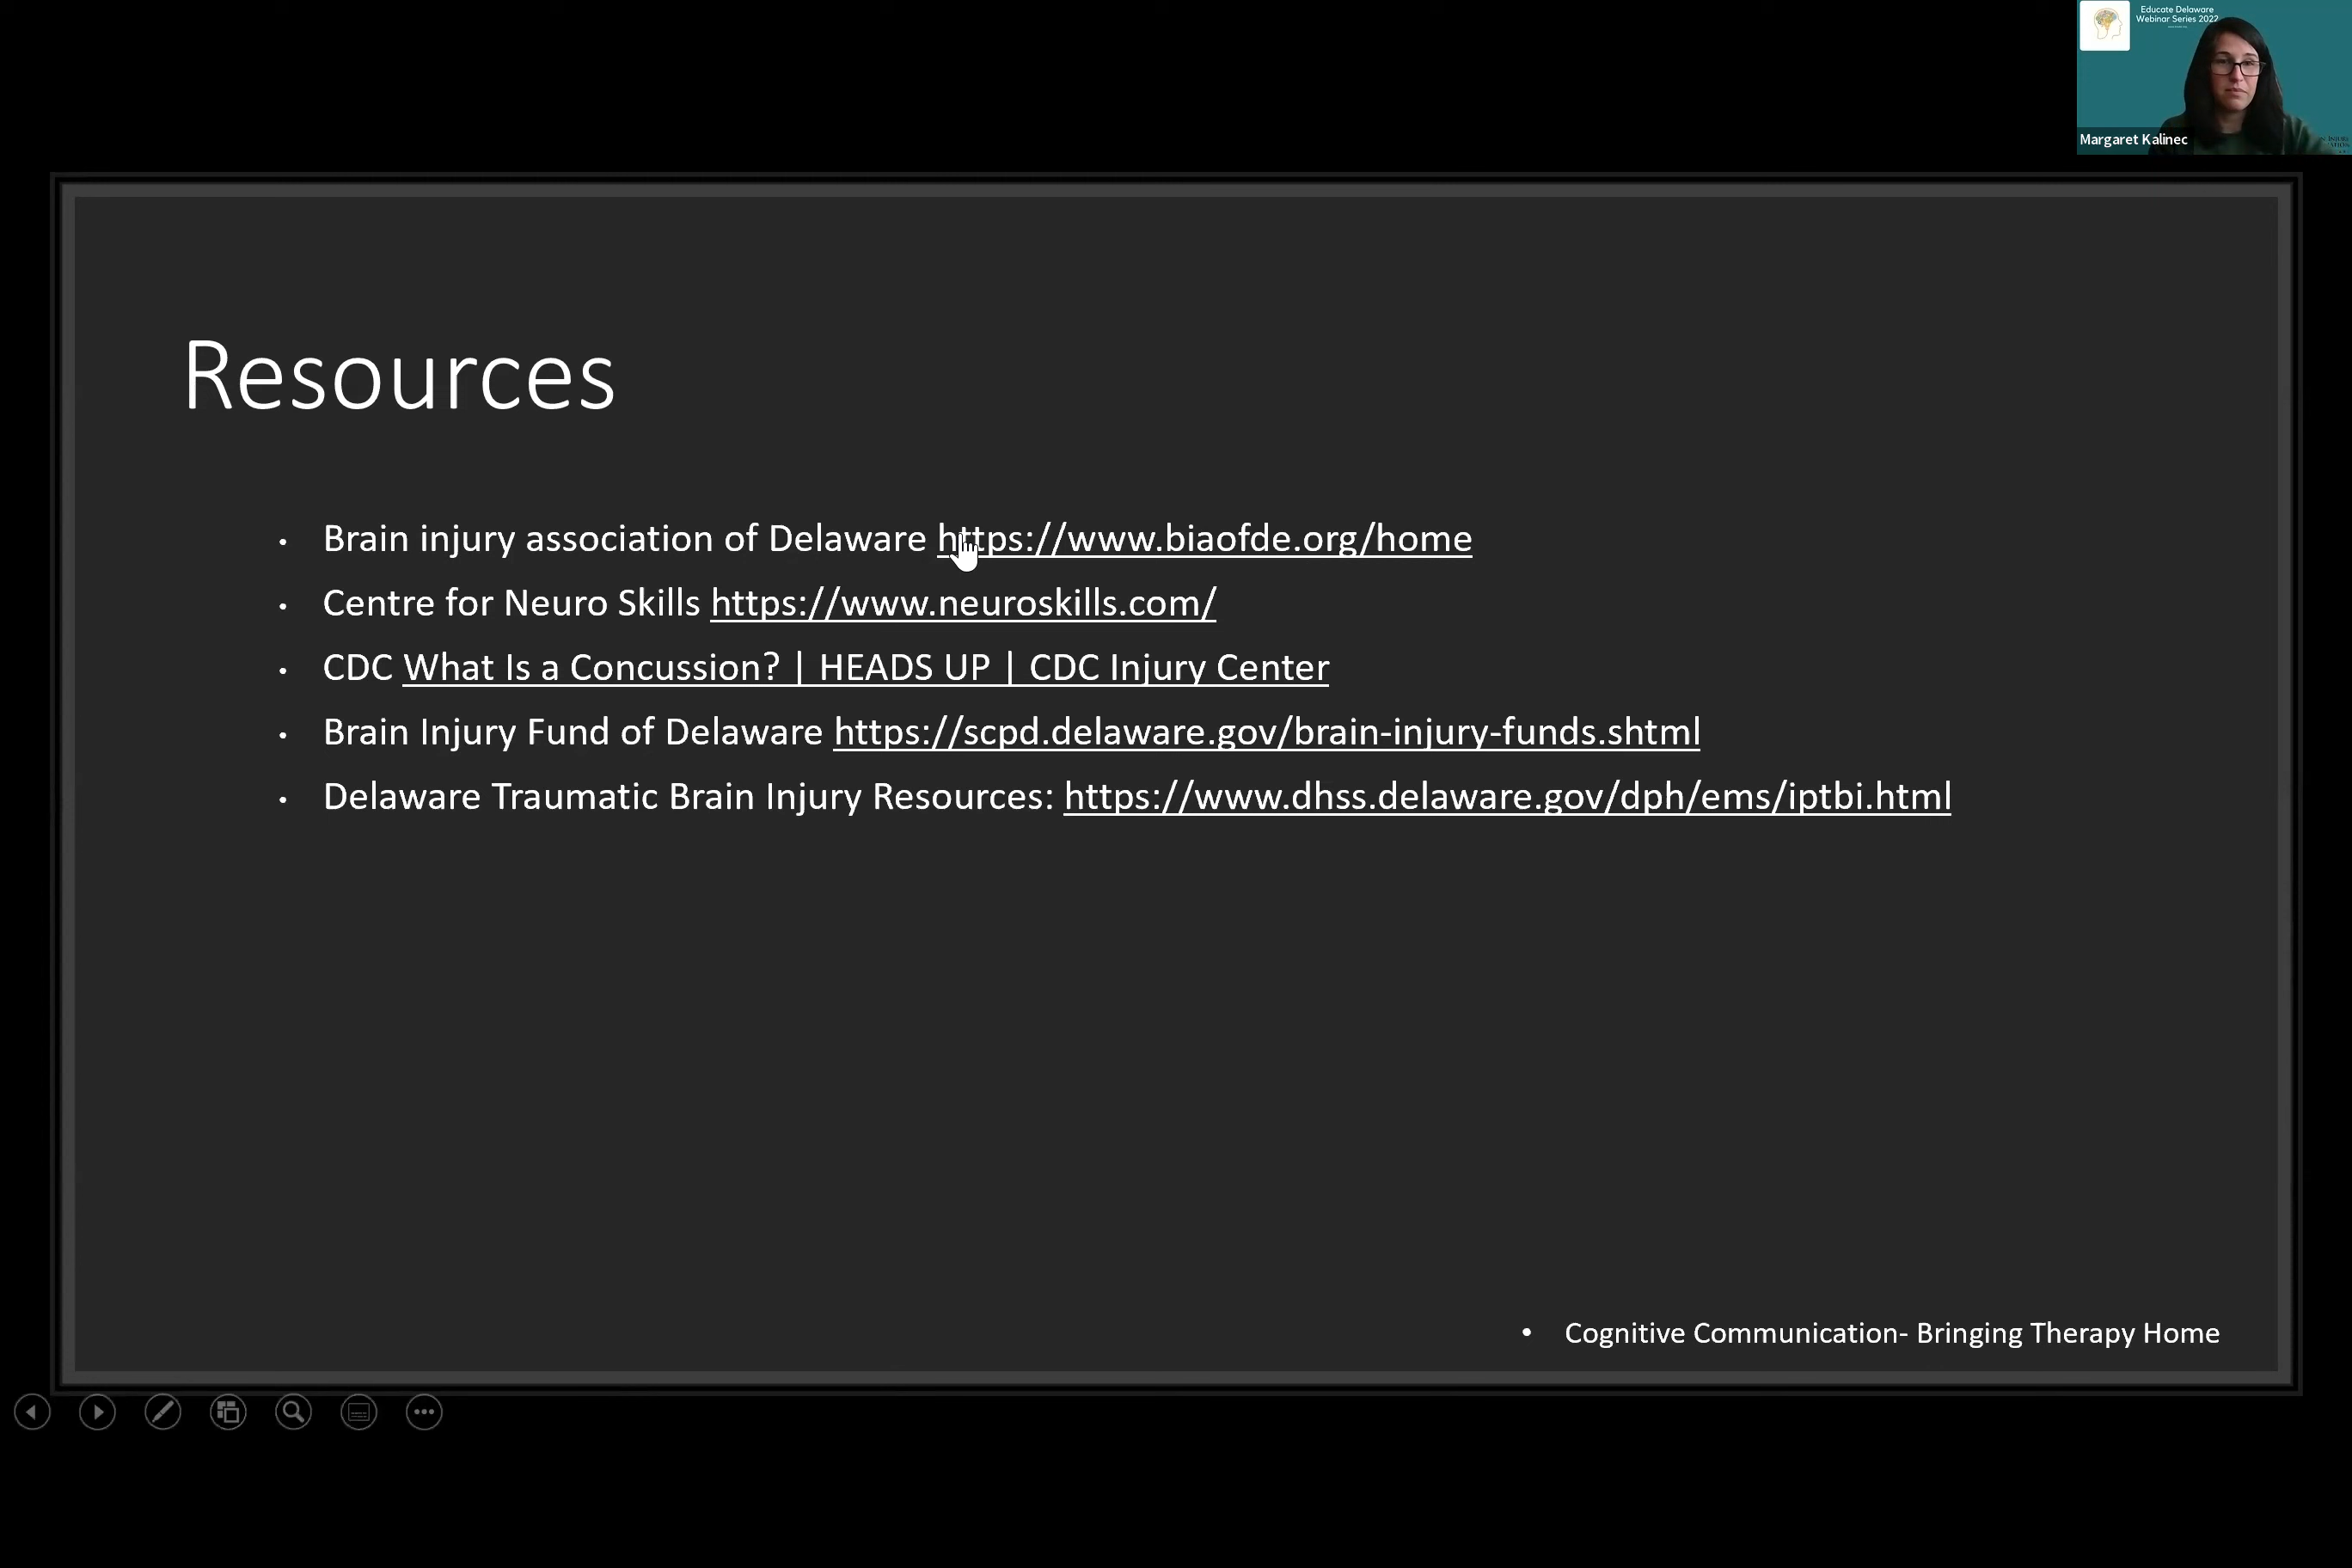 Educate Delaware
Webinar Series 2022
Margaret Kalinec
Resources
• Brain injury association of Delaware https://www.biaofde.org/home
• Centre for Neuro Skills https://www.neuroskills.com/
• CDC What Is a Concussion? | HEADS UP | CDC Injury Center
• Brain Injury Fund of Delaware https://scpd.delaware.gov/brain-injury-funds.shtml
• Delaware Traumatic Brain Injury Resources: https://www.dhss.delaware.gov/dph/ems/iptbi.html
• Cognitive Communication- Bringing Therapy Home